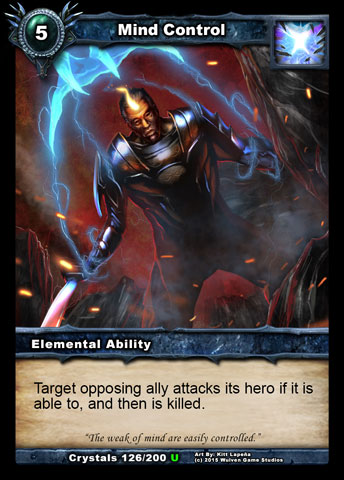 5
Mind Control
Elemental Ability
Target opposing ally attacks its hero if it is
able to, and then is killed.
"The weak of mind are easily controlled."
Crystals 126/200 U
Art By: Kitt Lapeña
(c) 2015 Wulven Game Studios